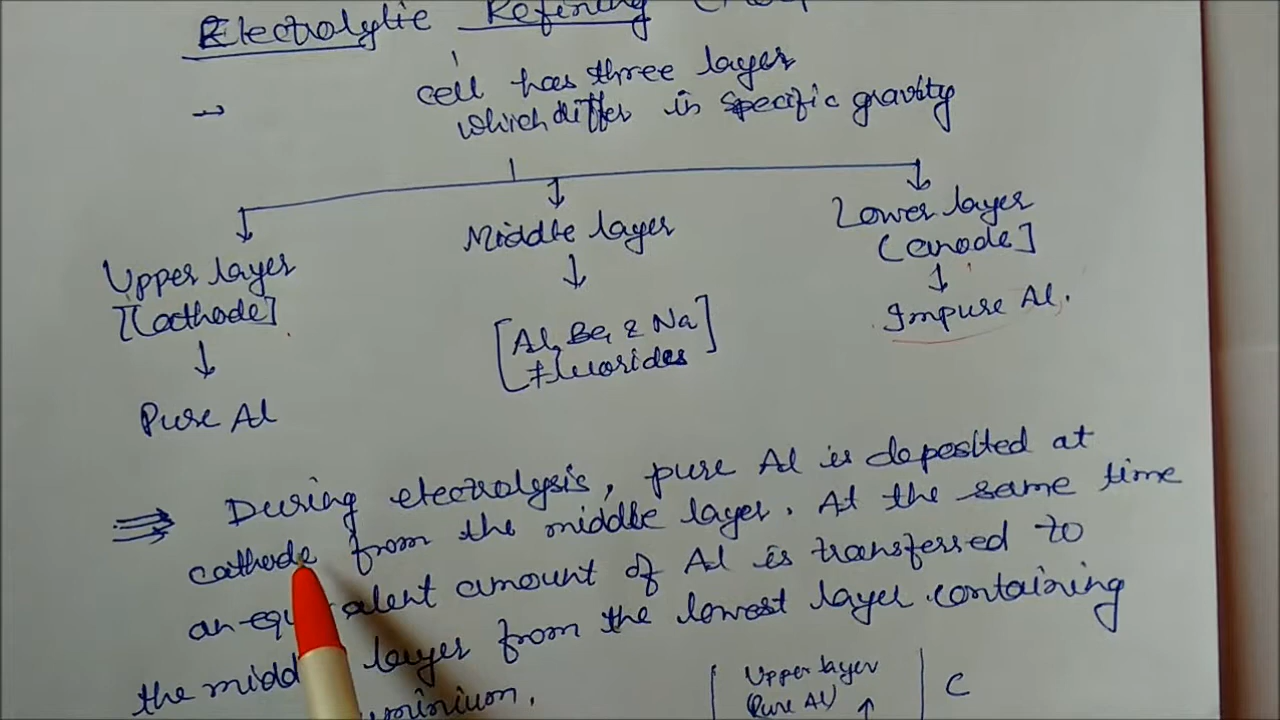 Electrolytic Refining
cell has three layer
→ which differ in specific gravity
Upper layer
[Cathode]
↓
Pure Al
Middle layer
↓
[Al, Ba, & Na
Fluorides]
Lower layer
[anode]
↓
Impure Al.
⇒ During electrolysis, pure Al is deposited at
cathode from the middle layer. At the same time
an amount of Al is transferred to
the layer from the lowest layer containing
Upper layer
(Pure Al) ↑
C